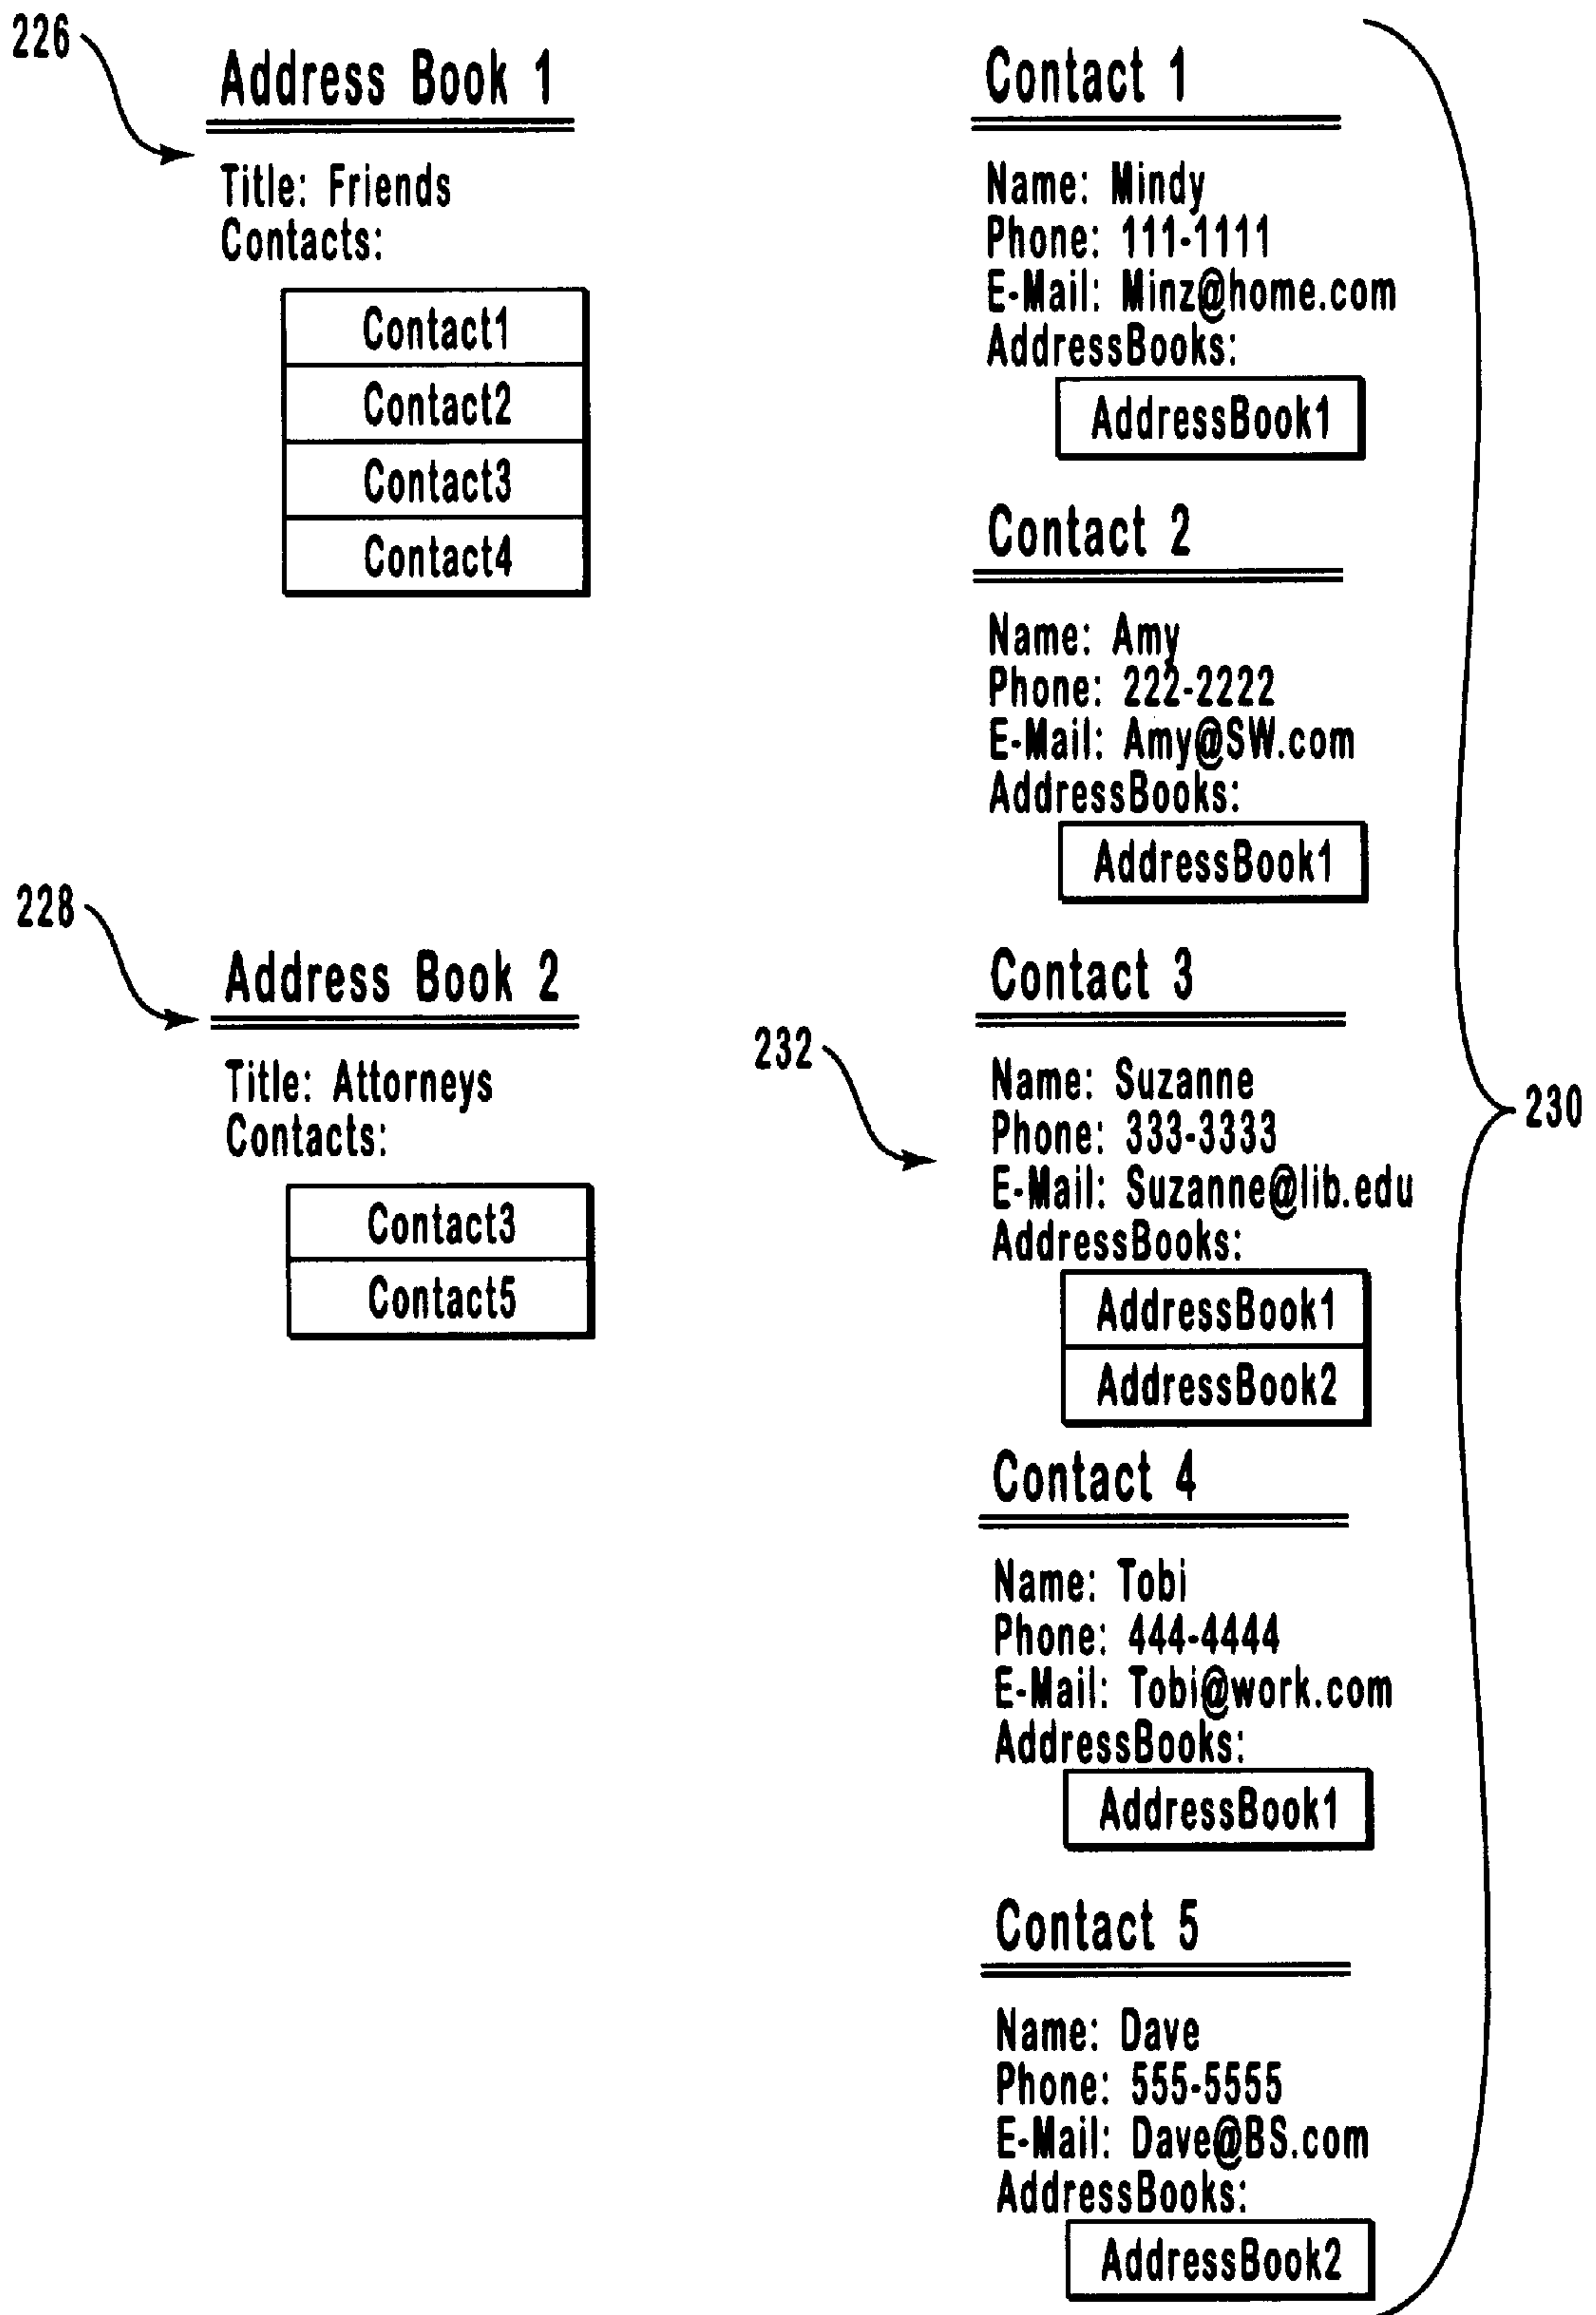 226
Address Book 1
Title: Friends
Contacts:
Contact1
Contact2
Contact3
Contact4
228
Address Book 2
Title: Attorneys
Contacts:
Contact3
Contact5
Contact 1
Name: Mindy
Phone: 111-1111
E-Mail: Minz@home.com
AddressBooks:
AddressBook1
Contact 2
Name: Amy
Phone: 222-2222
E-Mail: Amy@SW.com
AddressBooks:
AddressBook1
232
Contact 3
Name: Suzanne
Phone: 333-3333
E-Mail: Suzanne@lib.edu
AddressBooks:
AddressBook1
AddressBook2
Contact 4
Name: Tobi
Phone: 444-4444
E-Mail: Tobi@work.com
AddressBooks:
AddressBook1
Contact 5
Name: Dave
Phone: 555-5555
E-Mail: Dave@BS.com
AddressBooks:
AddressBook2
230